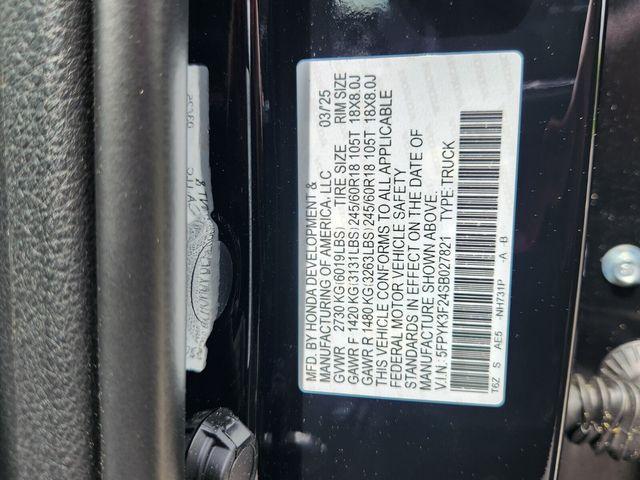 MFD. BY HONDA DEVELOPMENT &
MANUFACTURING OF AMERICA, LLC 03/25
GVWR 2730 KG(6019LBS) TIRE SIZE RIM SIZE
GAWR F 1420 KG(3131LBS)245/60R18 105T 18X8.0J
GAWR R 1480 KG(3263LBS)245/60R18 105T 18X8.0J
THIS VEHICLE CONFORMS TO ALL APPLICABLE
FEDERAL MOTOR VEHICLE SAFETY
STANDARDS IN EFFECT ON THE DATE OF
MANUFACTURE SHOWN ABOVE.
V.I.N.: 5FPYK3F24SB027821 TYPE: TRUCK
T6Z S AE5 NH731P -A -B